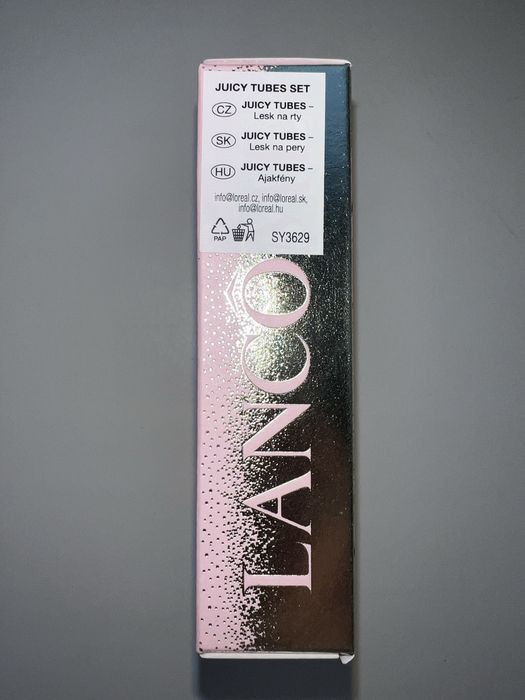 JUICY TUBES SET
CZ JUICY TUBES –
Lesk na rty
SK JUICY TUBES –
Lesk na pery
HU JUICY TUBES –
Ajakfény
info@loreal.cz, info@loreal.sk,
info@loreal.hu
PAP
SY3629
LANCÔ